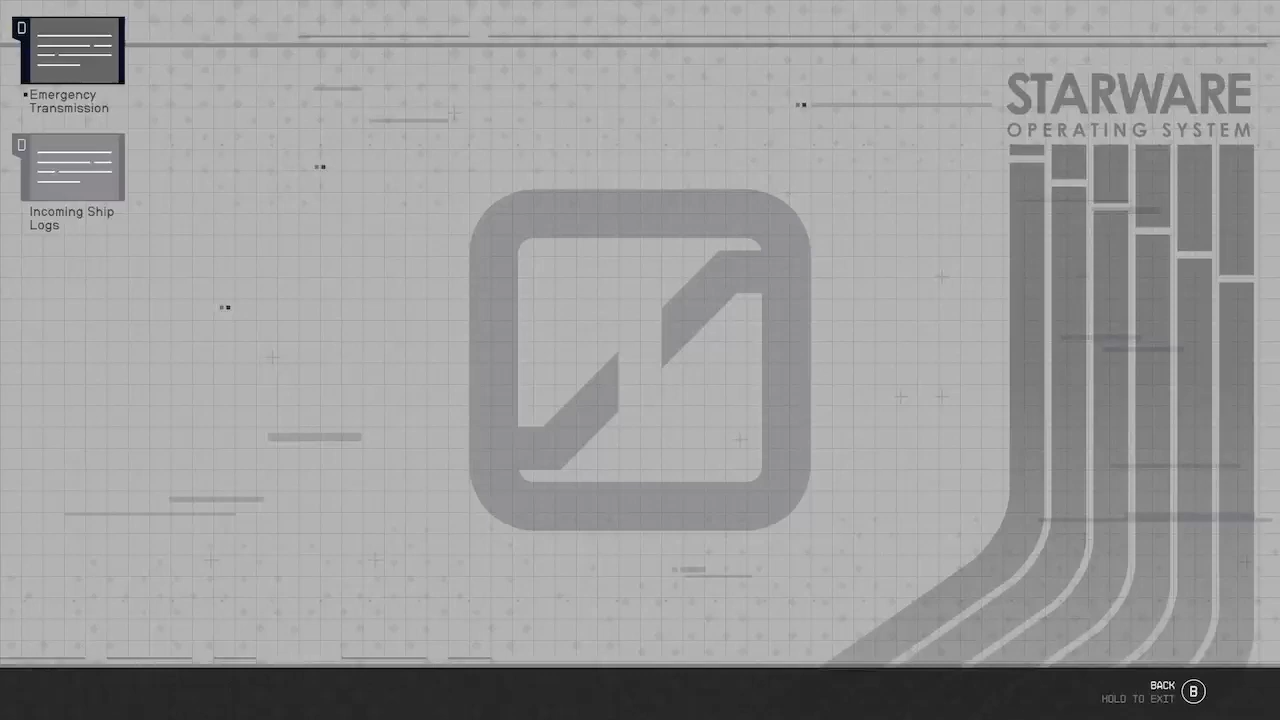 Emergency
Transmission
Incoming Ship
Logs
STARWARE
OPERATING SYSTEM
BACK
HOLD TO EXIT
B